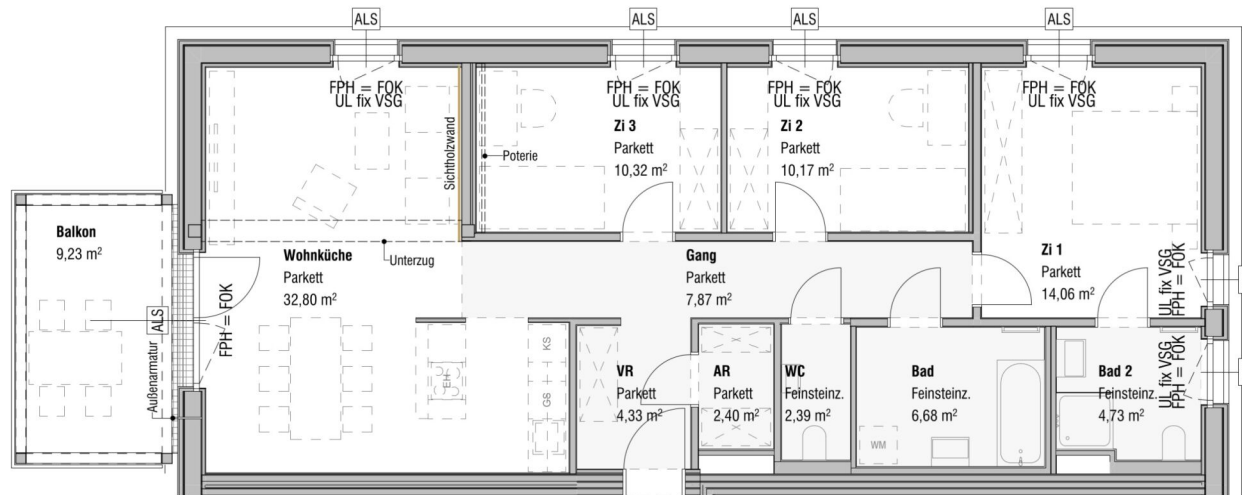 ALS
ALS
ALS
ALS
FPH = FOK
UL fix VSG
FPH = FOK
UL fix VSG
FPH = FOK
UL fix VSG
FPH = FOK
UL fix VSG
Sichtholzwand
Poterie
Zi 3
Parkett
10,32 m²
Zi 2
Parkett
10,17 m²
Balkon
9,23 m²
ALS
Außenarmatur
FPH = FOK
Wohnküche
Parkett
32,80 m²
Unterzug
Gang
Parkett
7,87 m²
Zi 1
Parkett
14,06 m²
UL fix VSG
FPH = FOK
EH
KS
GS
VR
Parkett
4,33 m²
AR
Parkett
2,40 m²
WC
Feinsteinz.
2,39 m²
Bad
Feinsteinz.
6,68 m²
WM
Bad 2
Feinsteinz.
4,73 m²
UL fix VSG
FPH = FOK